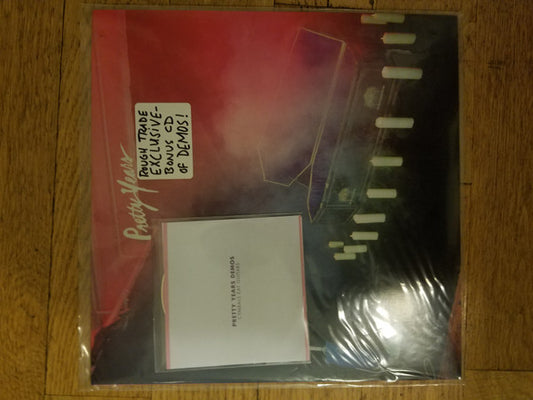 Pretty Years
ROUGH TRADE
EXCLUSIVE-
BONUS CD
OF DEMOS!
PRETTY YEARS DEMOS
CYMBALS EAT GUITARS